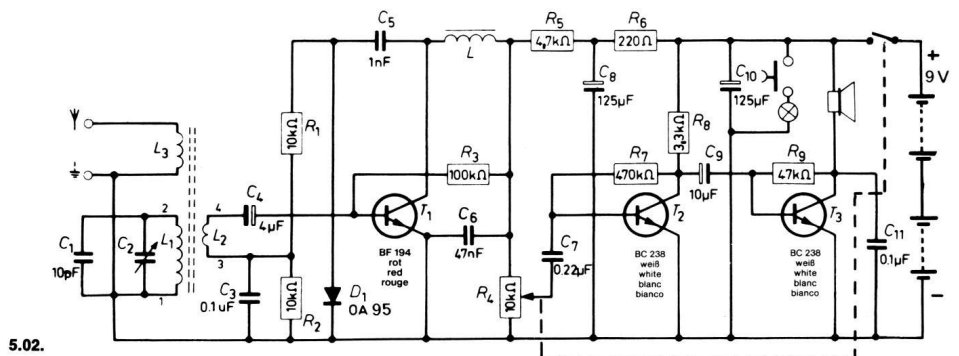 C5
1nF
L
R5
4,7kΩ
R6
220Ω
+
9V
C8
125µF
C10
125µF
L3
R1
10kΩ
R8
3,3kΩ
R3
100kΩ
R7
470kΩ
C9
10µF
R9
47kΩ
C4
4µF
T1
T2
T3
C1
10pF
C2
2
L1
1
4
L2
3
BF 194
rot
red
rouge
C6
47nF
C7
0.22µF
BC 238
weiß
white
blanc
bianco
BC 238
weiß
white
blanc
bianco
C11
0.1µF
C3
0.1uF
10kΩ
R2
D1
OA 95
R4
10kΩ
−
5.02.